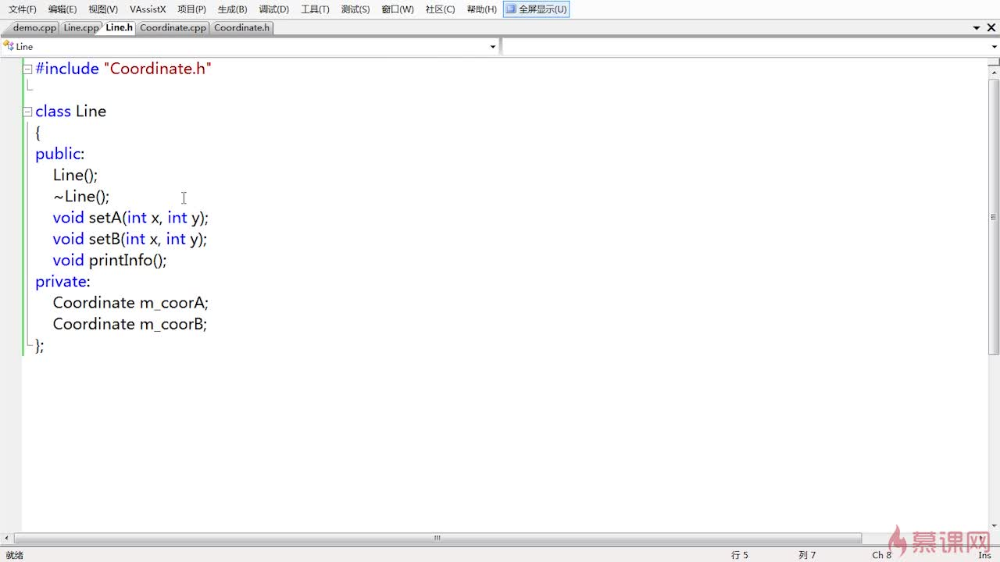 文件(F) 编辑(E) 视图(V) VAssistX 项目(P) 生成(B) 调试(D) 工具(T) 测试(S) 窗口(W) 社区(C) 帮助(H) 全屏显示(U)
demo.cpp Line.cpp Line.h Coordinate.cpp Coordinate.h
Line
#include "Coordinate.h"
class Line
{
public:
Line();
~Line();
void setA(int x, int y);
void setB(int x, int y);
void printInfo();
private:
Coordinate m_coorA;
Coordinate m_coorB;
};
慕课网
就绪 行 5 列 7 Ch 8 Ins